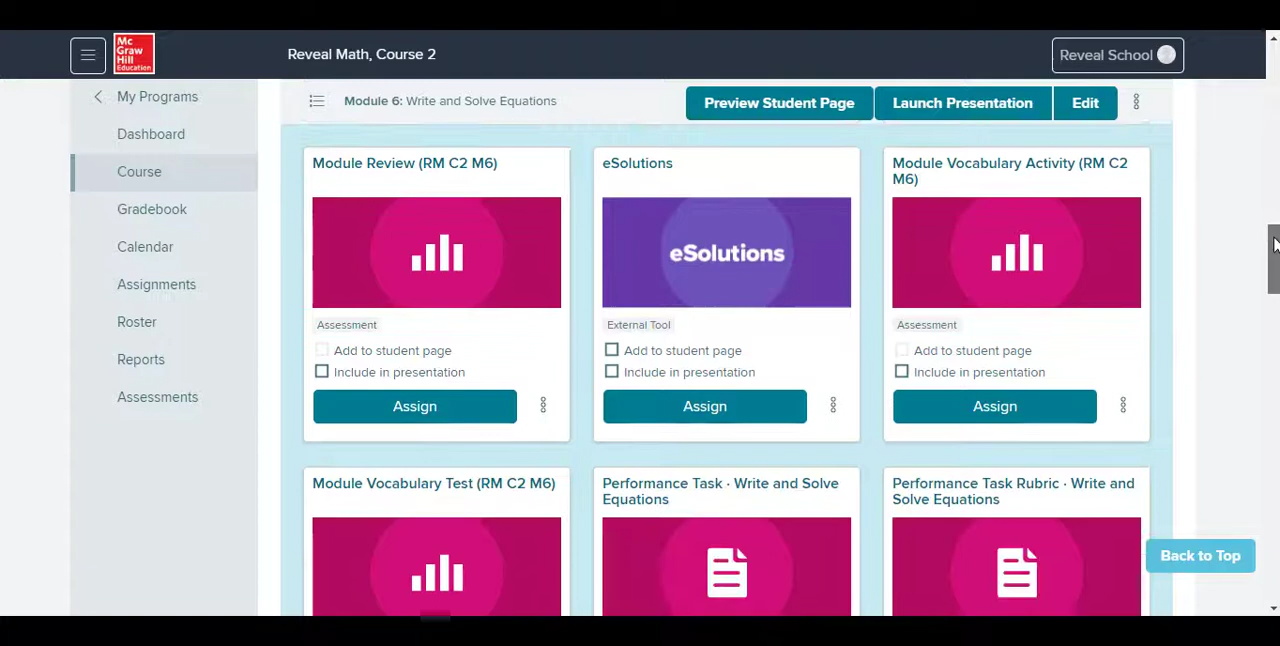 Mc
Graw
Hill
Education
Reveal Math, Course 2
Reveal School
My Programs
Dashboard
Course
Gradebook
Calendar
Assignments
Roster
Reports
Assessments
Module 6: Write and Solve Equations
Preview Student Page
Launch Presentation
Edit
Module Review (RM C2 M6)
Assessment
Add to student page
Include in presentation
Assign
eSolutions
eSolutions
External Tool
Add to student page
Include in presentation
Assign
Module Vocabulary Activity (RM C2
M6)
Assessment
Add to student page
Include in presentation
Assign
Module Vocabulary Test (RM C2 M6)
Performance Task · Write and Solve
Equations
Performance Task Rubric · Write and
Solve Equations
Back to Top